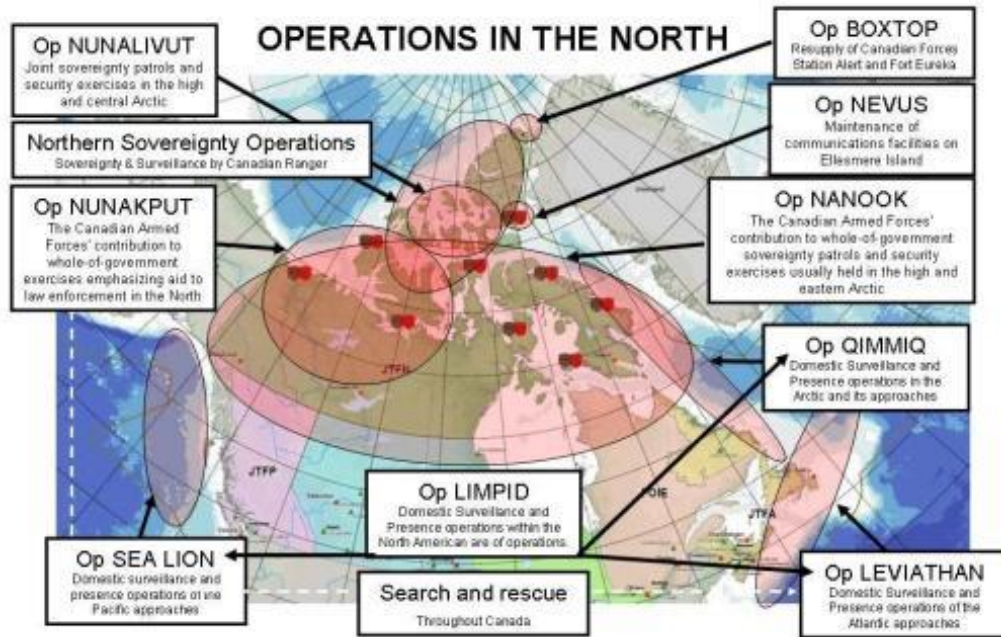 OPERATIONS IN THE NORTH
Op NUNALIVUT
Joint sovereignty patrols and
security exercises in the high
and central Arctic
Northern Sovereignty Operations
Sovereignty & Surveillance by Canadian Ranger
Op NUNAKPUT
The Canadian Armed
Forces' contribution to
whole-of-government
exercises emphasizing aid to
law enforcement in the North
Op BOXTOP
Resupply of Canadian Forces
Station Alert and Fort Eureka
Op NEVUS
Maintenance of
communications facilities on
Ellesmere Island
Op NANOOK
The Canadian Armed Forces'
contribution to whole-of-government
sovereignty patrols and security
exercises usually held in the high and
eastern Arctic
Op QIMMIQ
Domestic Surveillance and
Presence operations in the
Arctic and its approaches
JTFN
JTFP
JTFA
Op LIMPID
Domestic Surveillance and
Presence operations within the
North American are of operations.
Op SEA LION
Domestic surveillance and
presence operations of the
Pacific approaches
Search and rescue
Throughout Canada
Op LEVIATHAN
Domestic Surveillance and
Presence operations of the
Atlantic approaches